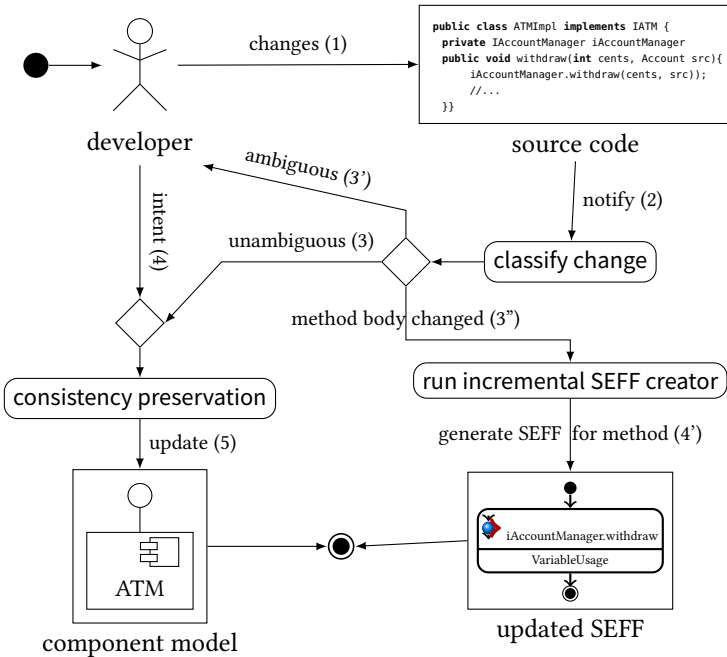 changes (1)
public class ATMImpl implements IATM {
private IAccountManager iAccountManager
public void withdraw(int cents, Account src){
iAccountManager.withdraw(cents, src));
//...
}}
developer
source code
ambiguous (3')
notify (2)
intent (4)
unambiguous (3)
classify change
method body changed (3”)
consistency preservation
run incremental SEFF creator
update (5)
generate SEFF for method (4')
iAccountManager.withdraw
VariableUsage
ATM
component model
updated SEFF